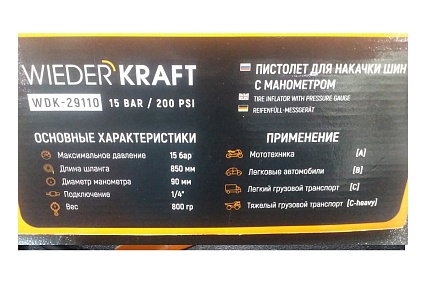 WIEDER KRAFT
WDK-29110 15 BAR / 200 PSI
ПИСТОЛЕТ ДЛЯ НАКАЧКИ ШИН
С МАНОМЕТРОМ
TIRE INFLATOR WITH PRESSURE GAUGE
REIFENFÜLL-MESSGERÄT
ОСНОВНЫЕ ХАРАКТЕРИСТИКИ
Максимальное давление 15 бар
Длина шланга 850 мм
Диаметр манометра 90 мм
Подключение 1/4"
Вес 800 гр
ПРИМЕНЕНИЕ
Мототехника (A)
Легковые автомобили (B)
Легкий грузовой транспорт (C)
Тяжелый грузовой транспорт (C-heavy)